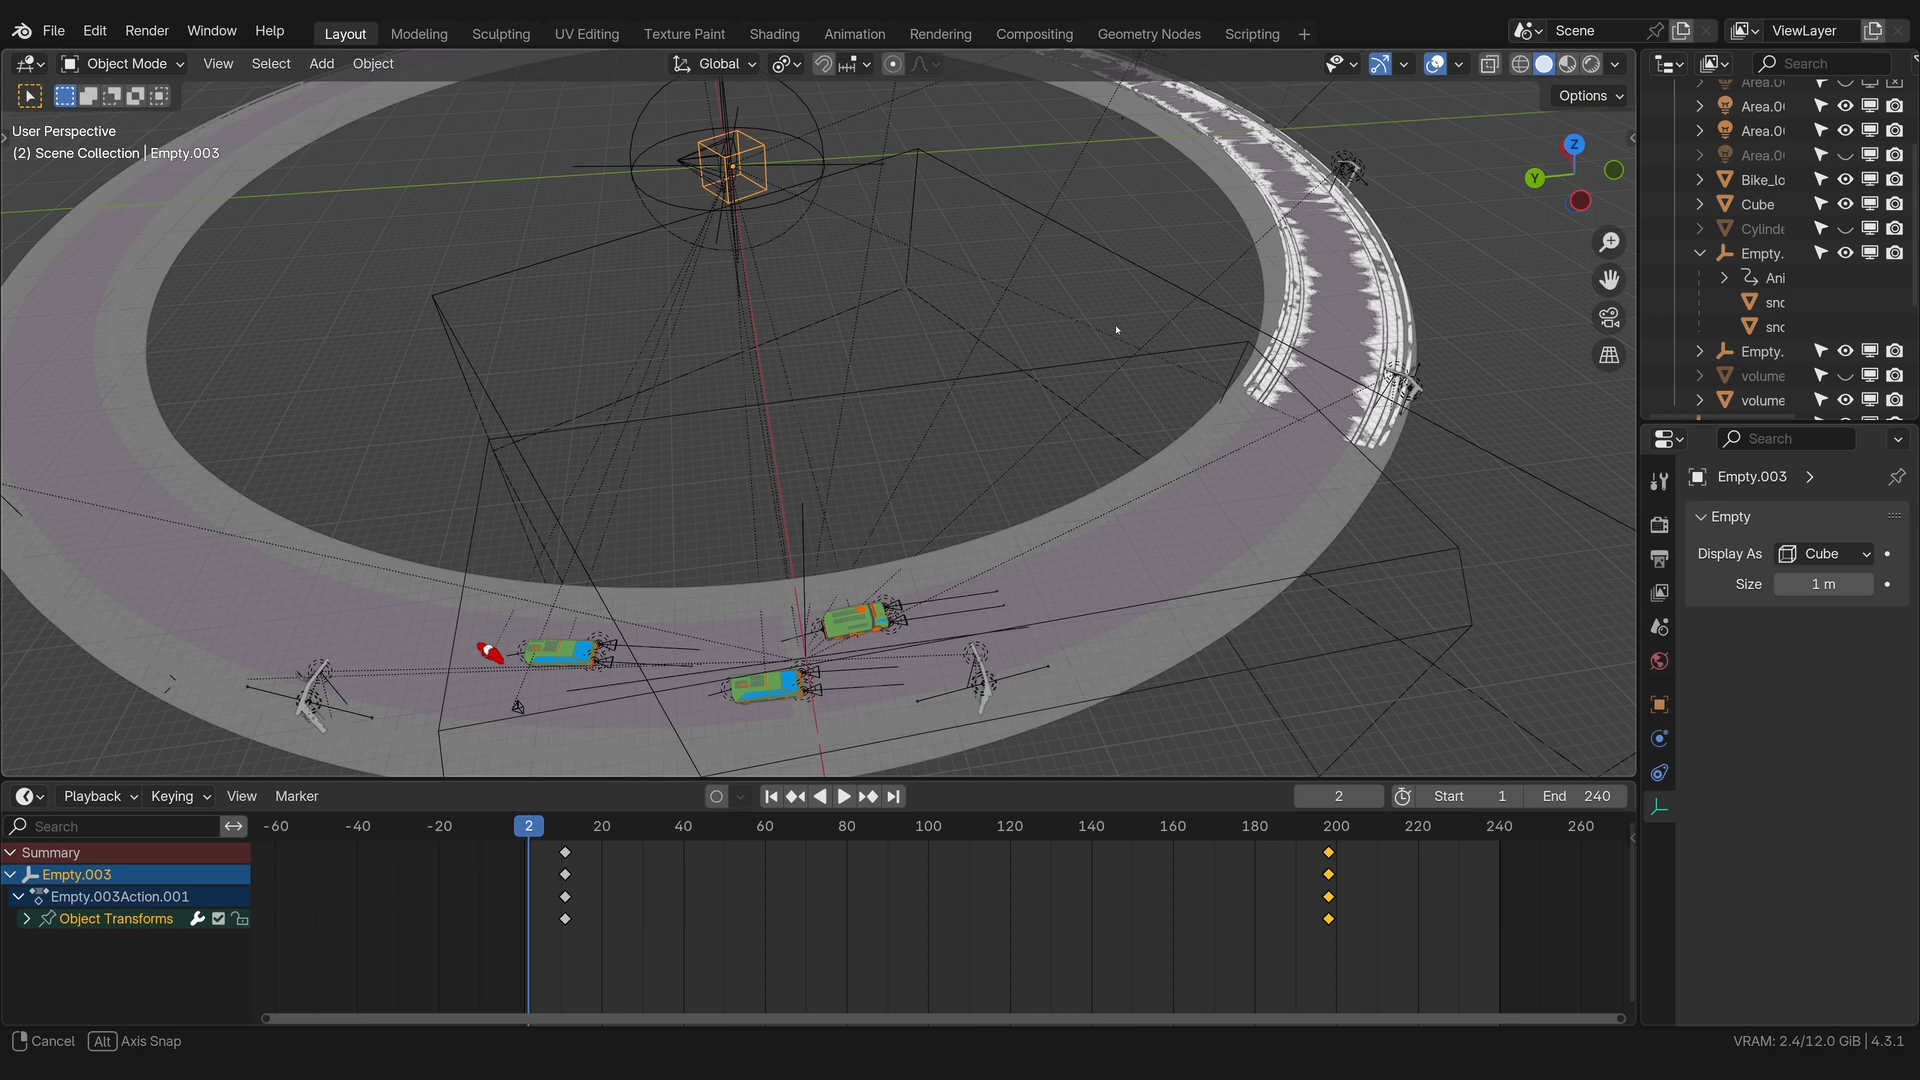 File Edit Render Window Help
Layout Modeling Sculpting UV Editing Texture Paint Shading Animation Rendering Compositing Geometry Nodes Scripting +
Scene
ViewLayer
Object Mode View Select Add Object
Global
Options
User Perspective
(2) Scene Collection | Empty.003
Z
Y
Search
Area.0
Area.0
Area.0
Area.0
Bike_lo
Cube
Cylinde
Empty.
Ani
sno
sno
Empty.
volume
volume
Search
Empty.003
Empty
Display As Cube
Size 1 m
Playback Keying View Marker
2
Start 1
End 240
Search
-60 -40 -20 2 20 40 60 80 100 120 140 160 180 200 220 240 260
Summary
Empty.003
Empty.003Action.001
Object Transforms
Cancel Alt Axis Snap
VRAM: 2.4/12.0 GiB | 4.3.1